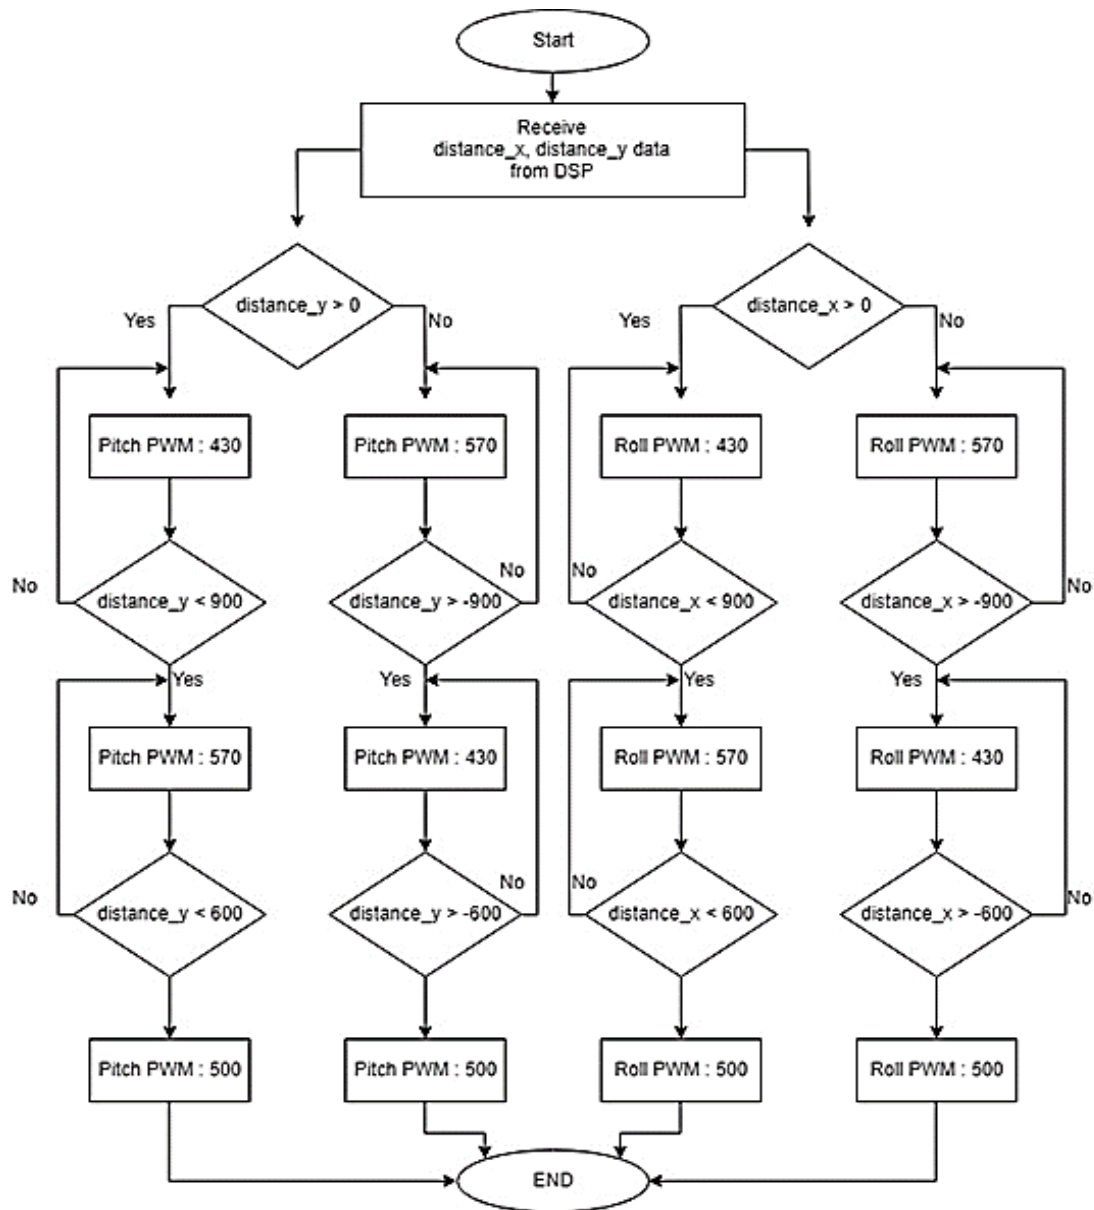 Start
Receive
distance_x, distance_y data
from DSP
distance_y > 0
distance_x > 0
Yes
No
Yes
No
Pitch PWM : 430
Pitch PWM : 570
Roll PWM : 430
Roll PWM : 570
No
distance_y < 900
No
distance_y > -900
No
distance_x < 900
distance_x > -900
No
Yes
Yes
Yes
Yes
Pitch PWM : 570
Pitch PWM : 430
Roll PWM : 570
Roll PWM : 430
No
distance_y < 600
No
distance_y > -600
No
distance_x < 600
distance_x > -600
No
Pitch PWM : 500
Pitch PWM : 500
Roll PWM : 500
Roll PWM : 500
END